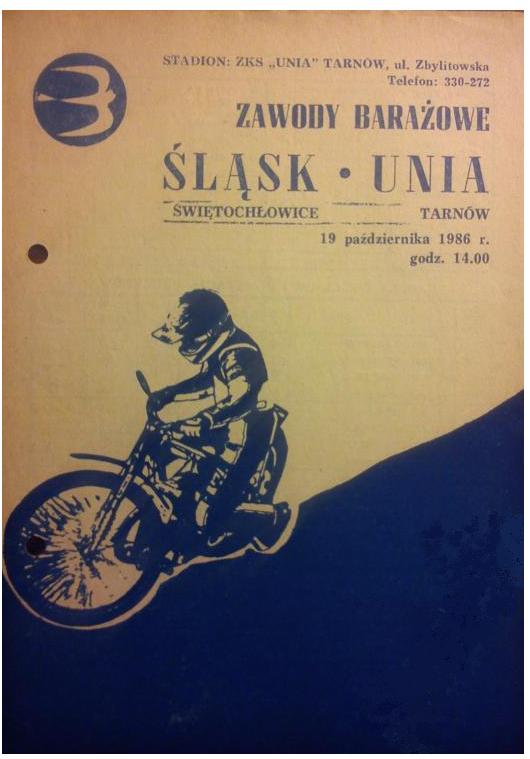 STADION: ZKS „UNIA" TARNÓW, ul. Zbylitowska
Telefon: 330-272
ZAWODY BARAŻOWE
ŚLĄSK • UNIA
ŚWIĘTOCHŁOWICE TARNÓW
19 października 1986 r.
godz. 14.00